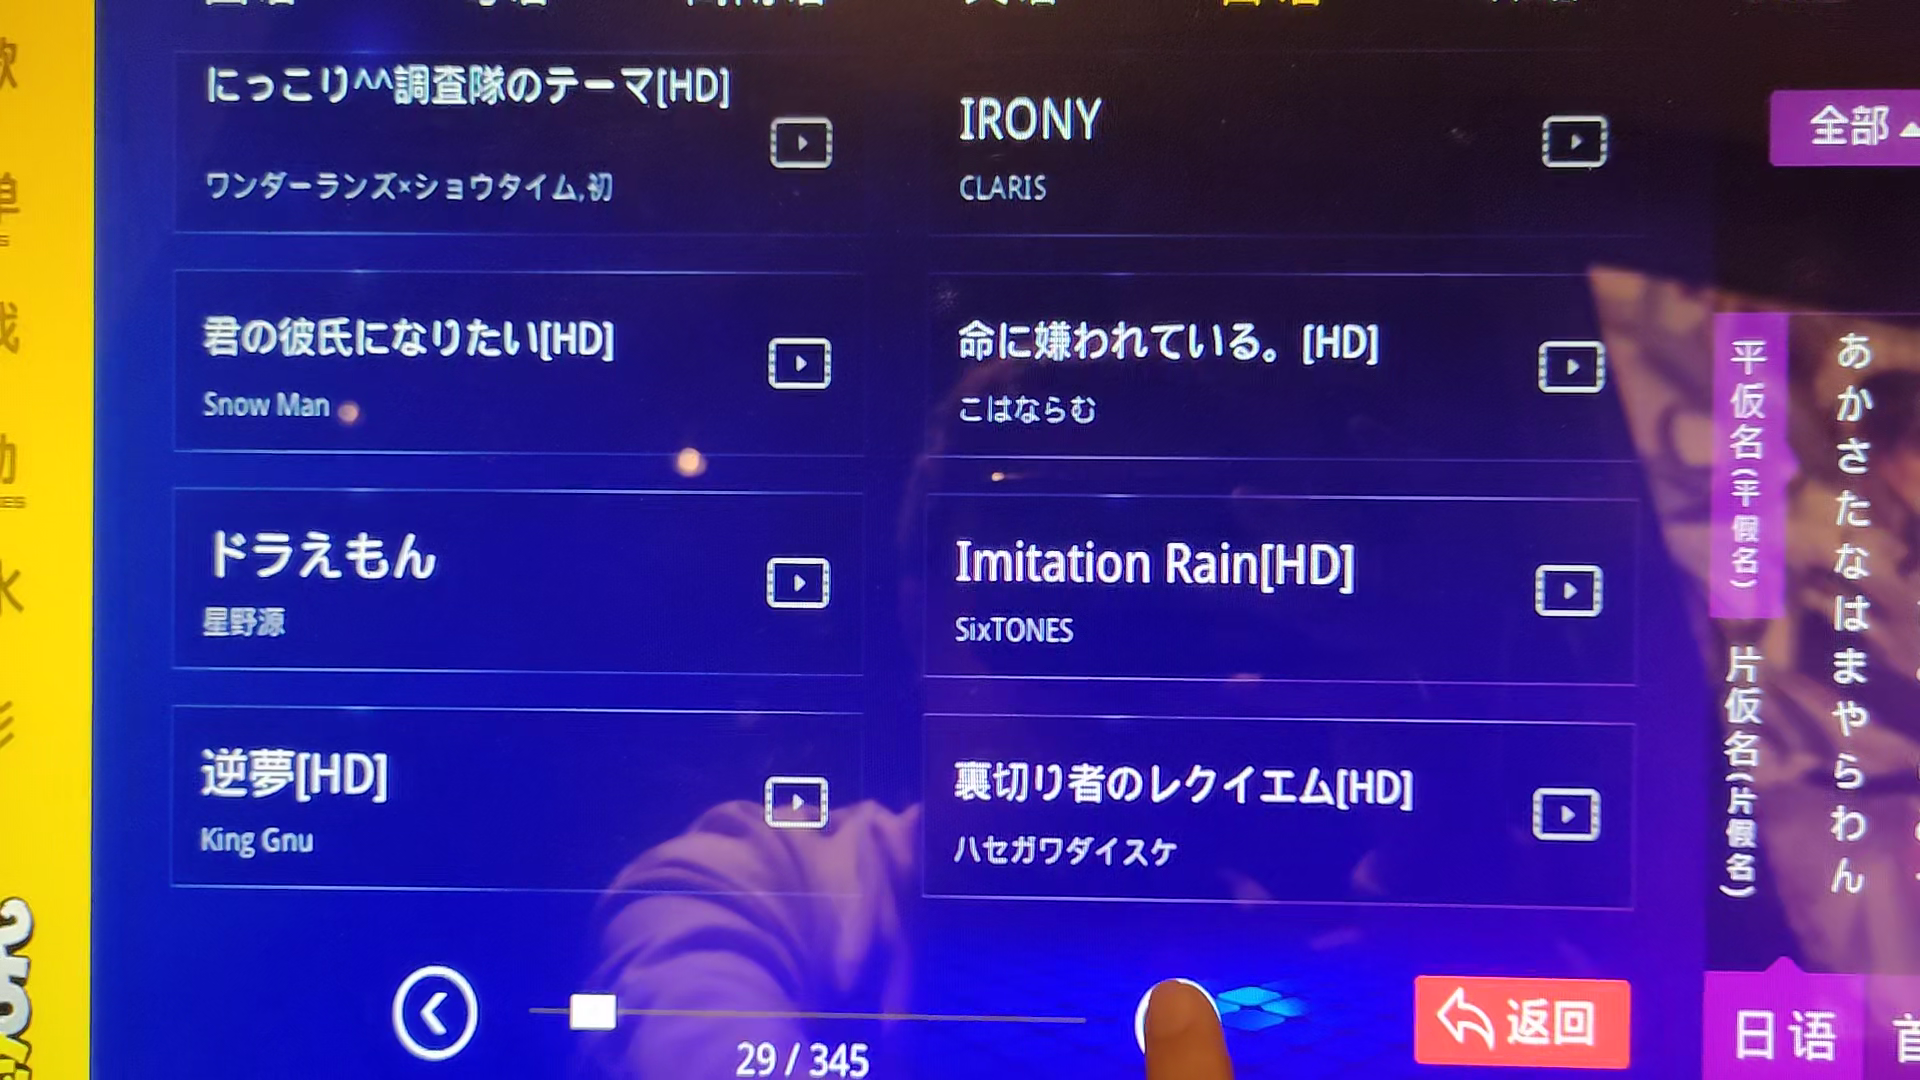 にっこり^^調査隊のテーマ[HD]
ワンダーランズ×ショウタイム,初
IRONY
CLARIS
全部
君の彼氏になりたい[HD]
Snow Man
命に嫌われている。[HD]
こはならむ
ドラえもん
星野源
Imitation Rain[HD]
SixTONES
逆夢[HD]
King Gnu
裏切り者のレクイエム[HD]
ハセガワダイスケ
平仮名(平假名)
片仮名(片假名)
あかさたなはまやらわん
29 / 345
返回
日语